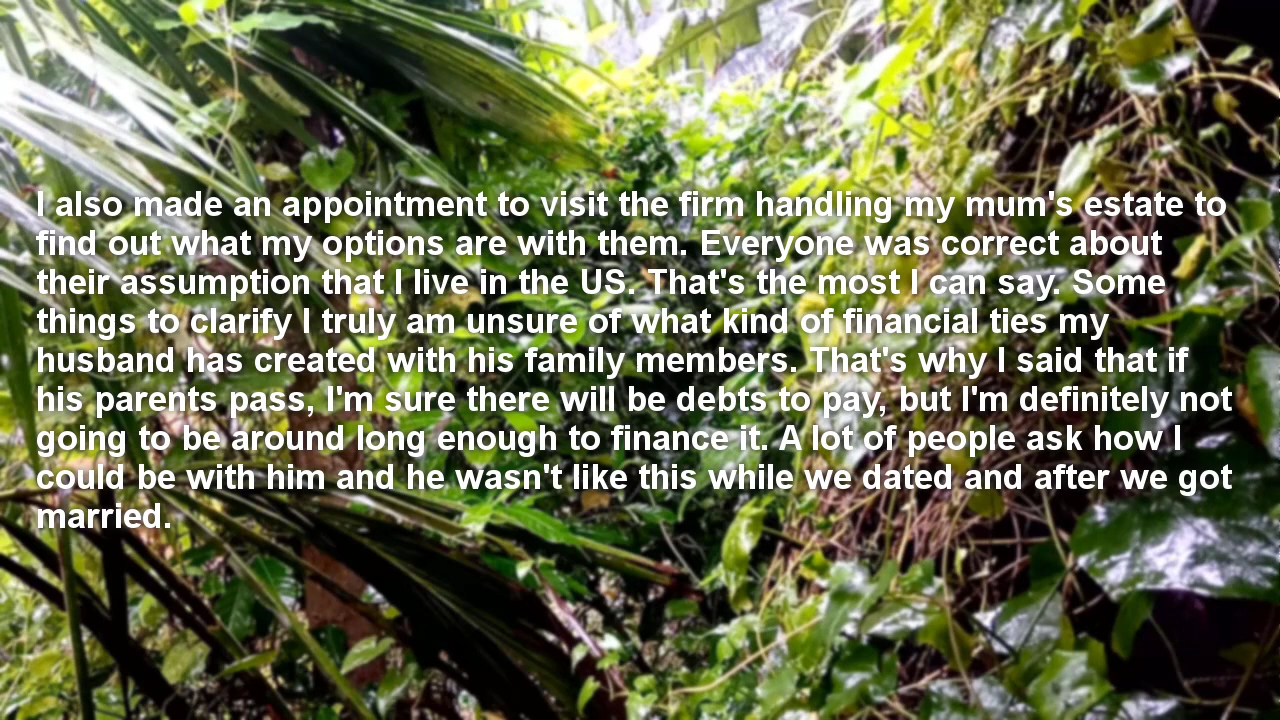 I also made an appointment to visit the firm handling my mum's estate to
find out what my options are with them. Everyone was correct about
their assumption that I live in the US. That's the most I can say. Some
things to clarify I truly am unsure of what kind of financial ties my
husband has created with his family members. That's why I said that if
his parents pass, I'm sure there will be debts to pay, but I'm definitely not
going to be around long enough to finance it. A lot of people ask how I
could be with him and he wasn't like this while we dated and after we got
married.